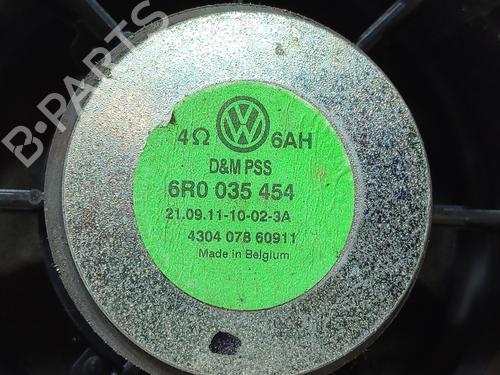 B-PARTS
4Ω 6AH
D&M PSS
6R0 035 454
21.09.11-10-02-3A
4304 078 60911
Made in Belgium